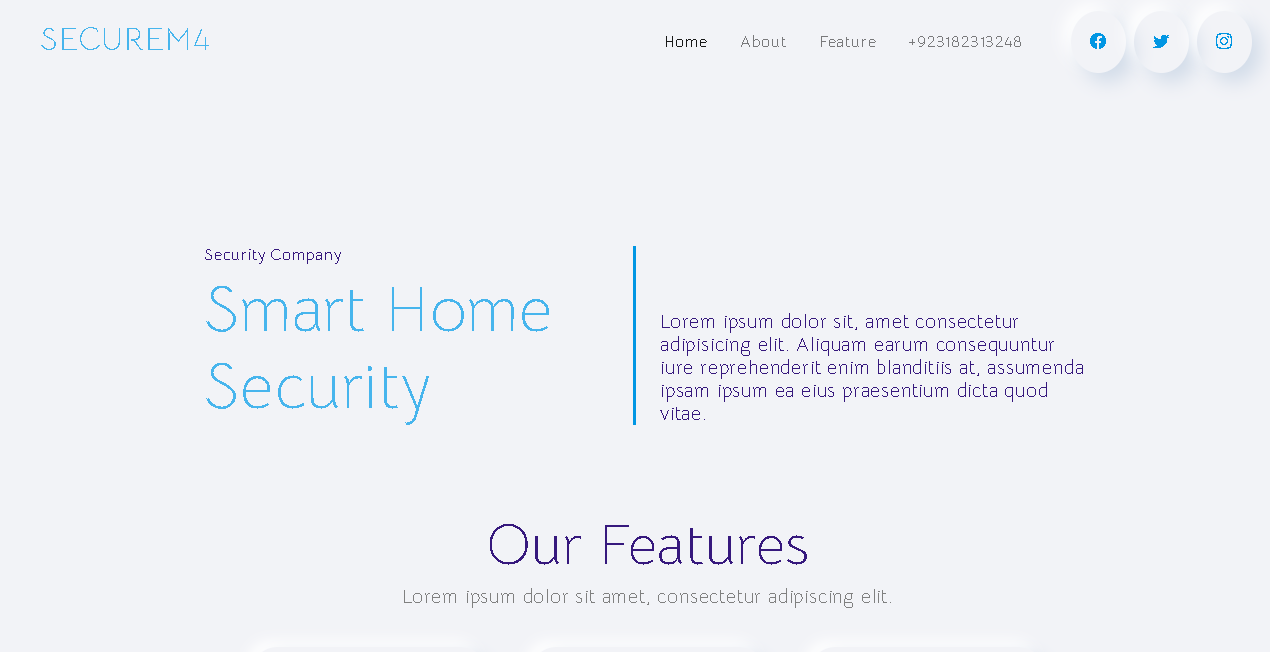 SECUREM4
Home About Feature +923182313248
Security Company
Smart Home
Security
Lorem ipsum dolor sit, amet consectetur
adipisicing elit. Aliquam earum consequuntur
iure reprehenderit enim blanditiis at, assumenda
ipsam ipsum ea eius praesentium dicta quod
vitae.
Our Features
Lorem ipsum dolor sit amet, consectetur adipiscing elit.